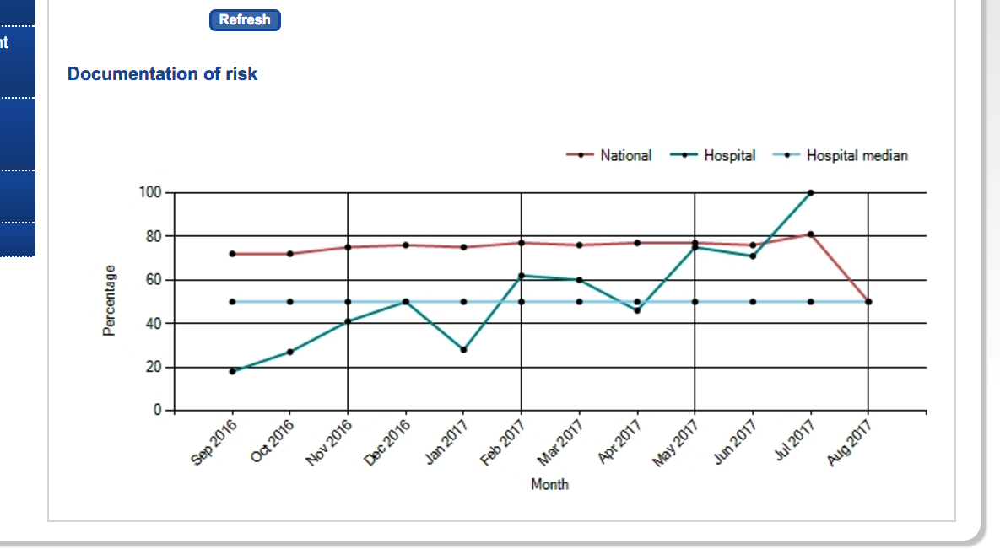 Refresh
nt
Documentation of risk
National Hospital Hospital median
100
80
60
40
20
0
Percentage
Sep 2016 Oct 2016 Nov 2016 Dec 2016 Jan 2017 Feb 2017 Mar 2017 Apr 2017 May 2017 Jun 2017 Jul 2017 Aug 2017
Month